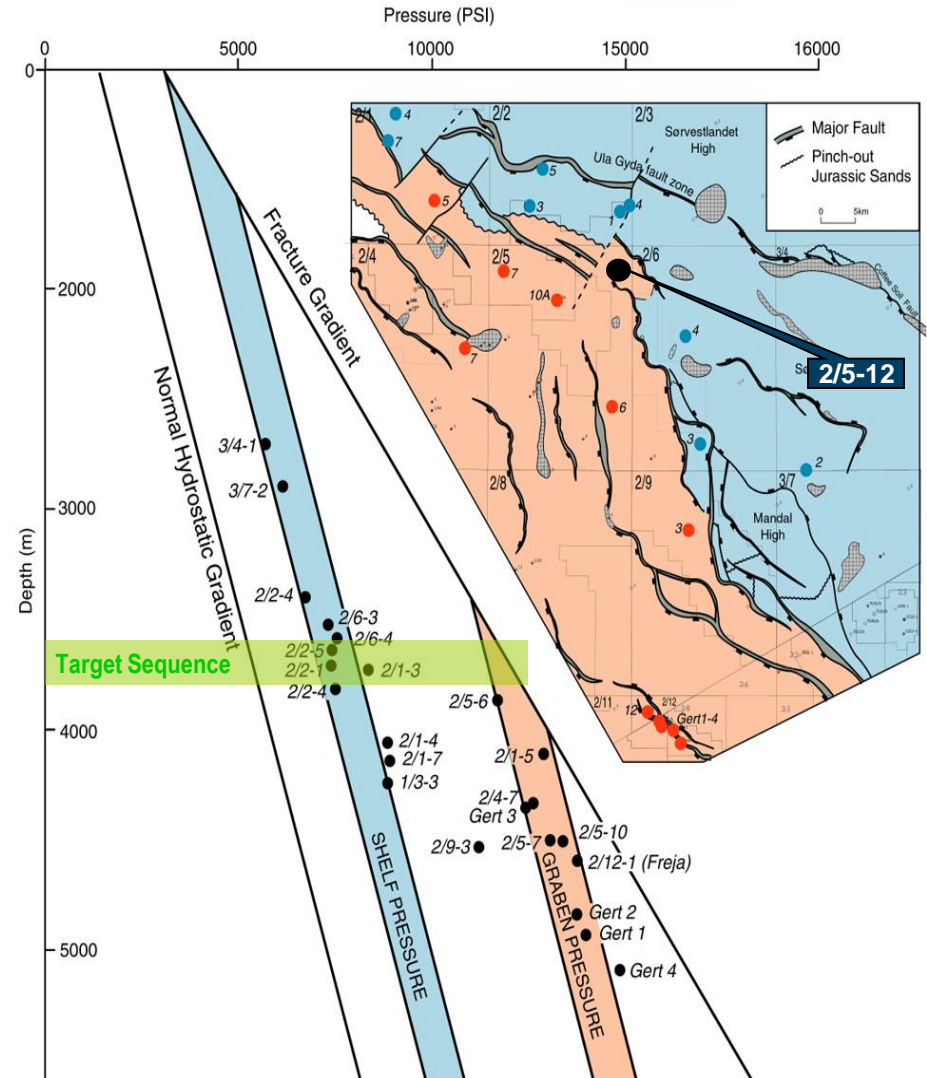 Pressure (PSI)
0
5000
10000
15000
16000
0
2000
3000
4000
5000
Depth (m)
Normal Hydrostatic Gradient
Fracture Gradient
SHELF PRESSURE
GRABEN PRESSURE
Target Sequence
3/4-1
3/7-2
2/2-4
2/6-3
2/6-4
2/2-5
2/2-1
2/1-3
2/2-4
2/5-6
2/1-4
2/1-5
2/1-7
1/3-3
2/4-7
Gert 3
2/9-3
2/5-7
2/5-10
2/12-1 (Freja)
Gert 2
Gert 1
Gert 4
Major Fault
Pinch-out
Jurassic Sands
0 5km
2/1
4
7
2/2
2/3
Sørvestlandet
High
Ula Gyda fault zone
5
5
3
1
4
2/4
2/5
7
10A
2/6
3/4
Coffee Soil Fault
7
4
2/5-12
6
3
2
2/8
2/9
3/7
3
Mandal
High
2/11
12
2/12
Gert1-4